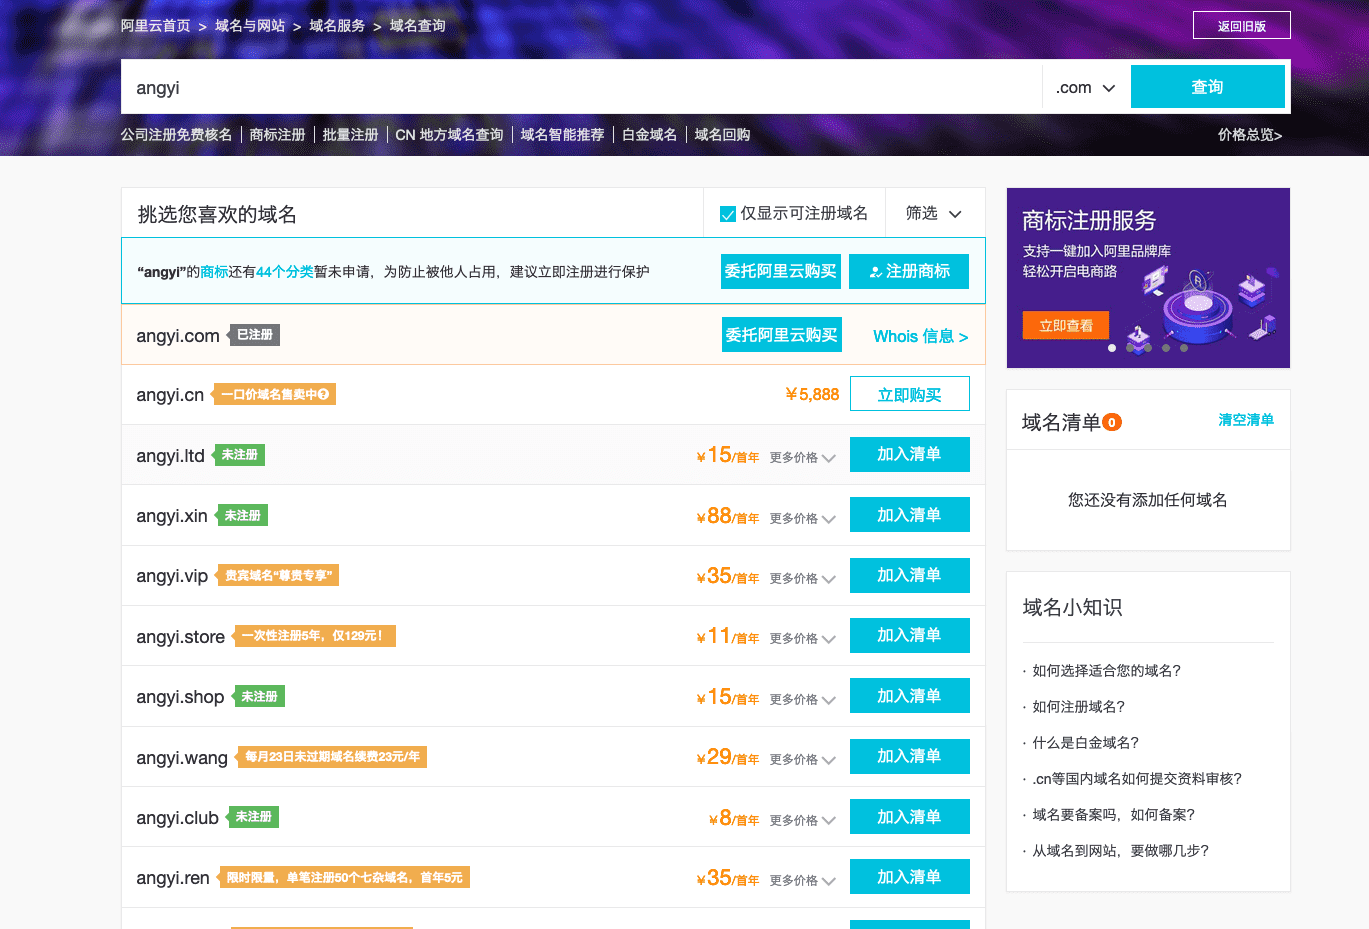 阿里云首页 > 域名与网站 > 域名服务 > 域名查询
返回旧版
angyi
.com
查询
公司注册免费核名 | 商标注册 | 批量注册 | CN 地方域名查询 | 域名智能推荐 | 白金域名 | 域名回购
价格总览>
挑选您喜欢的域名
仅显示可注册域名
筛选
“angyi”的商标还有44个分类暂未申请，为防止被他人占用，建议立即注册进行保护
委托阿里云购买
注册商标
angyi.com 已注册
委托阿里云购买
Whois 信息 >
angyi.cn 一口价域名售卖中?
¥5,888
立即购买
angyi.ltd 未注册
¥15/首年 更多价格
加入清单
angyi.xin 未注册
¥88/首年 更多价格
加入清单
angyi.vip 贵宾域名“尊贵专享”
¥35/首年 更多价格
加入清单
angyi.store 一次性注册5年，仅129元！
¥11/首年 更多价格
加入清单
angyi.shop 未注册
¥15/首年 更多价格
加入清单
angyi.wang 每月23日未过期域名续费23元/年
¥29/首年 更多价格
加入清单
angyi.club 未注册
¥8/首年 更多价格
加入清单
angyi.ren 限时限量，单笔注册50个七杂域名，首年5元
¥35/首年 更多价格
加入清单
商标注册服务
支持一键加入阿里品牌库
轻松开启电商路
R
立即查看
域名清单0
清空清单
您还没有添加任何域名
域名小知识
· 如何选择适合您的域名?
· 如何注册域名?
· 什么是白金域名?
· .cn等国内域名如何提交资料审核?
· 域名要备案吗，如何备案?
· 从域名到网站，要做哪几步?